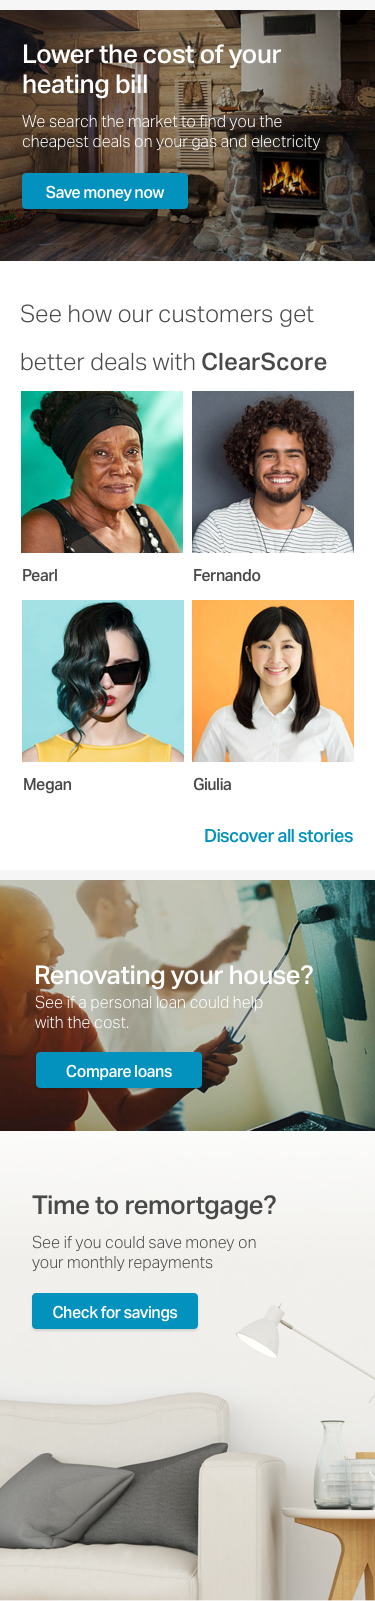 Lower the cost of your
heating bill
We search the market to find you the
cheapest deals on your gas and electricity
Save money now
See how our customers get
better deals with ClearScore
Pearl
Fernando
Megan
Giulia
Discover all stories
Renovating your house?
See if a personal loan could help
with the cost.
Compare loans
Time to remortgage?
See if you could save money on
your monthly repayments
Check for savings